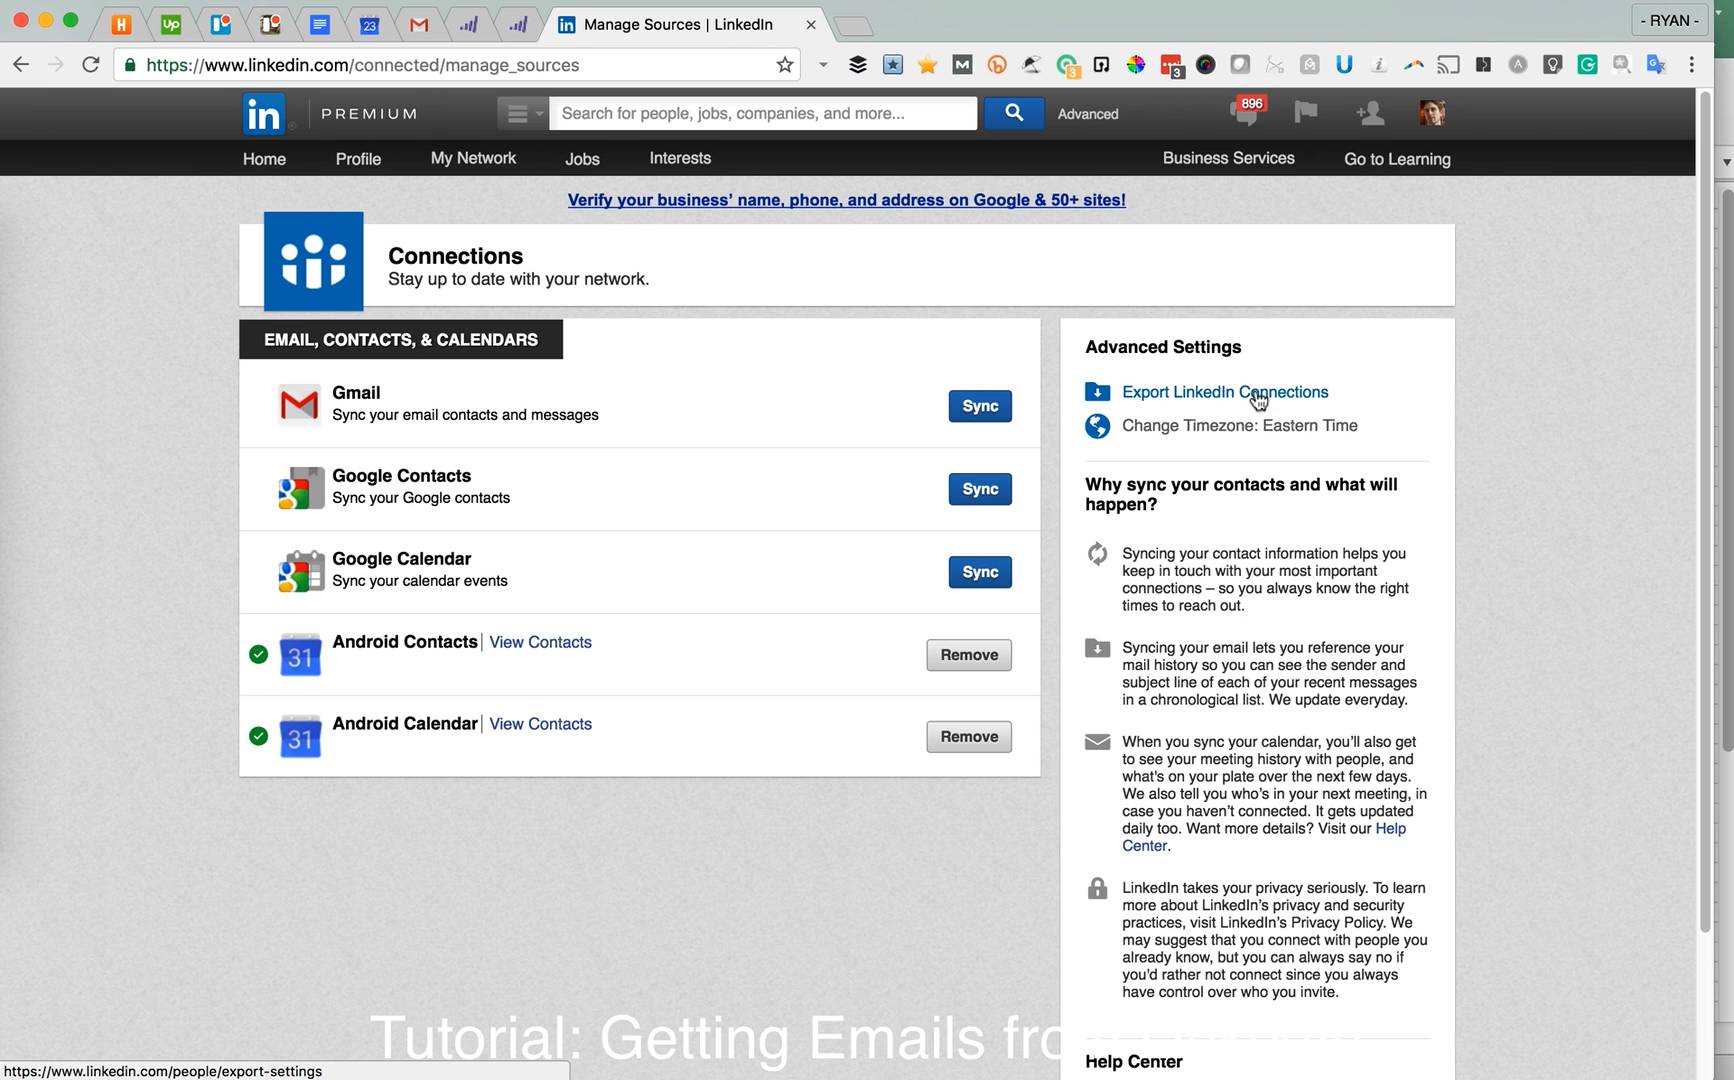 Manage Sources | LinkedIn
- RYAN -
https://www.linkedin.com/connected/manage_sources
in PREMIUM
Search for people, jobs, companies, and more...
Advanced
896
Home
Profile
My Network
Jobs
Interests
Business Services
Go to Learning
Verify your business’ name, phone, and address on Google & 50+ sites!
Connections
Stay up to date with your network.
EMAIL, CONTACTS, & CALENDARS
Gmail
Sync your email contacts and messages
Sync
Google Contacts
Sync your Google contacts
Sync
Google Calendar
Sync your calendar events
Sync
31
Android Contacts | View Contacts
Remove
31
Android Calendar | View Contacts
Remove
Advanced Settings
Export LinkedIn Connections
Change Timezone: Eastern Time
Why sync your contacts and what will
happen?
Syncing your contact information helps you
keep in touch with your most important
connections – so you always know the right
times to reach out.
Syncing your email lets you reference your
mail history so you can see the sender and
subject line of each of your recent messages
in a chronological list. We update everyday.
When you sync your calendar, you’ll also get
to see your meeting history with people, and
what's on your plate over the next few days.
We also tell you who’s in your next meeting, in
case you haven’t connected. It gets updated
daily too. Want more details? Visit our Help
Center.
LinkedIn takes your privacy seriously. To learn
more about LinkedIn’s privacy and security
practices, visit LinkedIn’s Privacy Policy. We
may suggest that you connect with people you
already know, but you can always say no if
you’d rather not connect since you always
have control over who you invite.
Help Center
Tutorial: Getting Emails fro
https://www.linkedin.com/people/export-settings